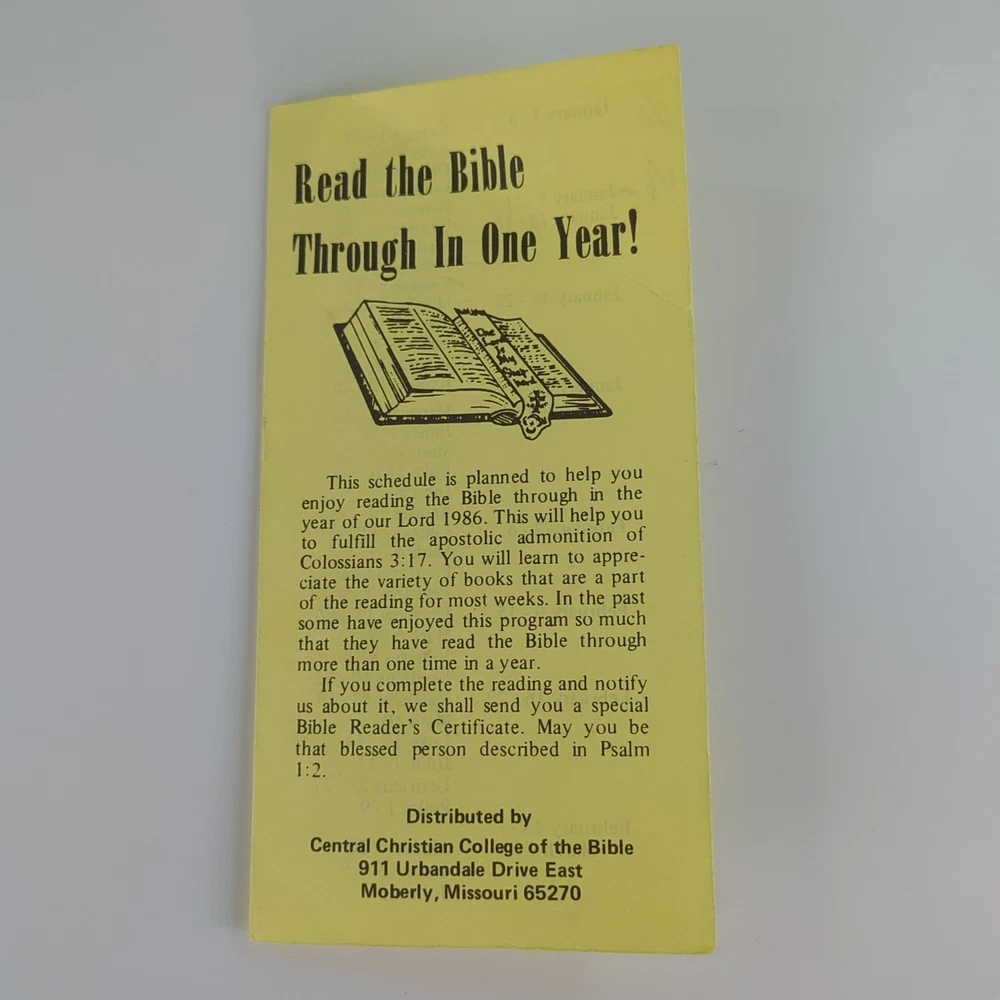 Read the Bible
Through In One Year!
This schedule is planned to help you
enjoy reading the Bible through in the
year of our Lord 1986. This will help you
to fulfill the apostolic admonition of
Colossians 3:17. You will learn to appre-
ciate the variety of books that are a part
of the reading for most weeks. In the past
some have enjoyed this program so much
that they have read the Bible through
more than one time in a year.
If you complete the reading and notify
us about it, we shall send you a special
Bible Reader's Certificate. May you be
that blessed person described in Psalm
1:2.
Distributed by
Central Christian College of the Bible
911 Urbandale Drive East
Moberly, Missouri 65270